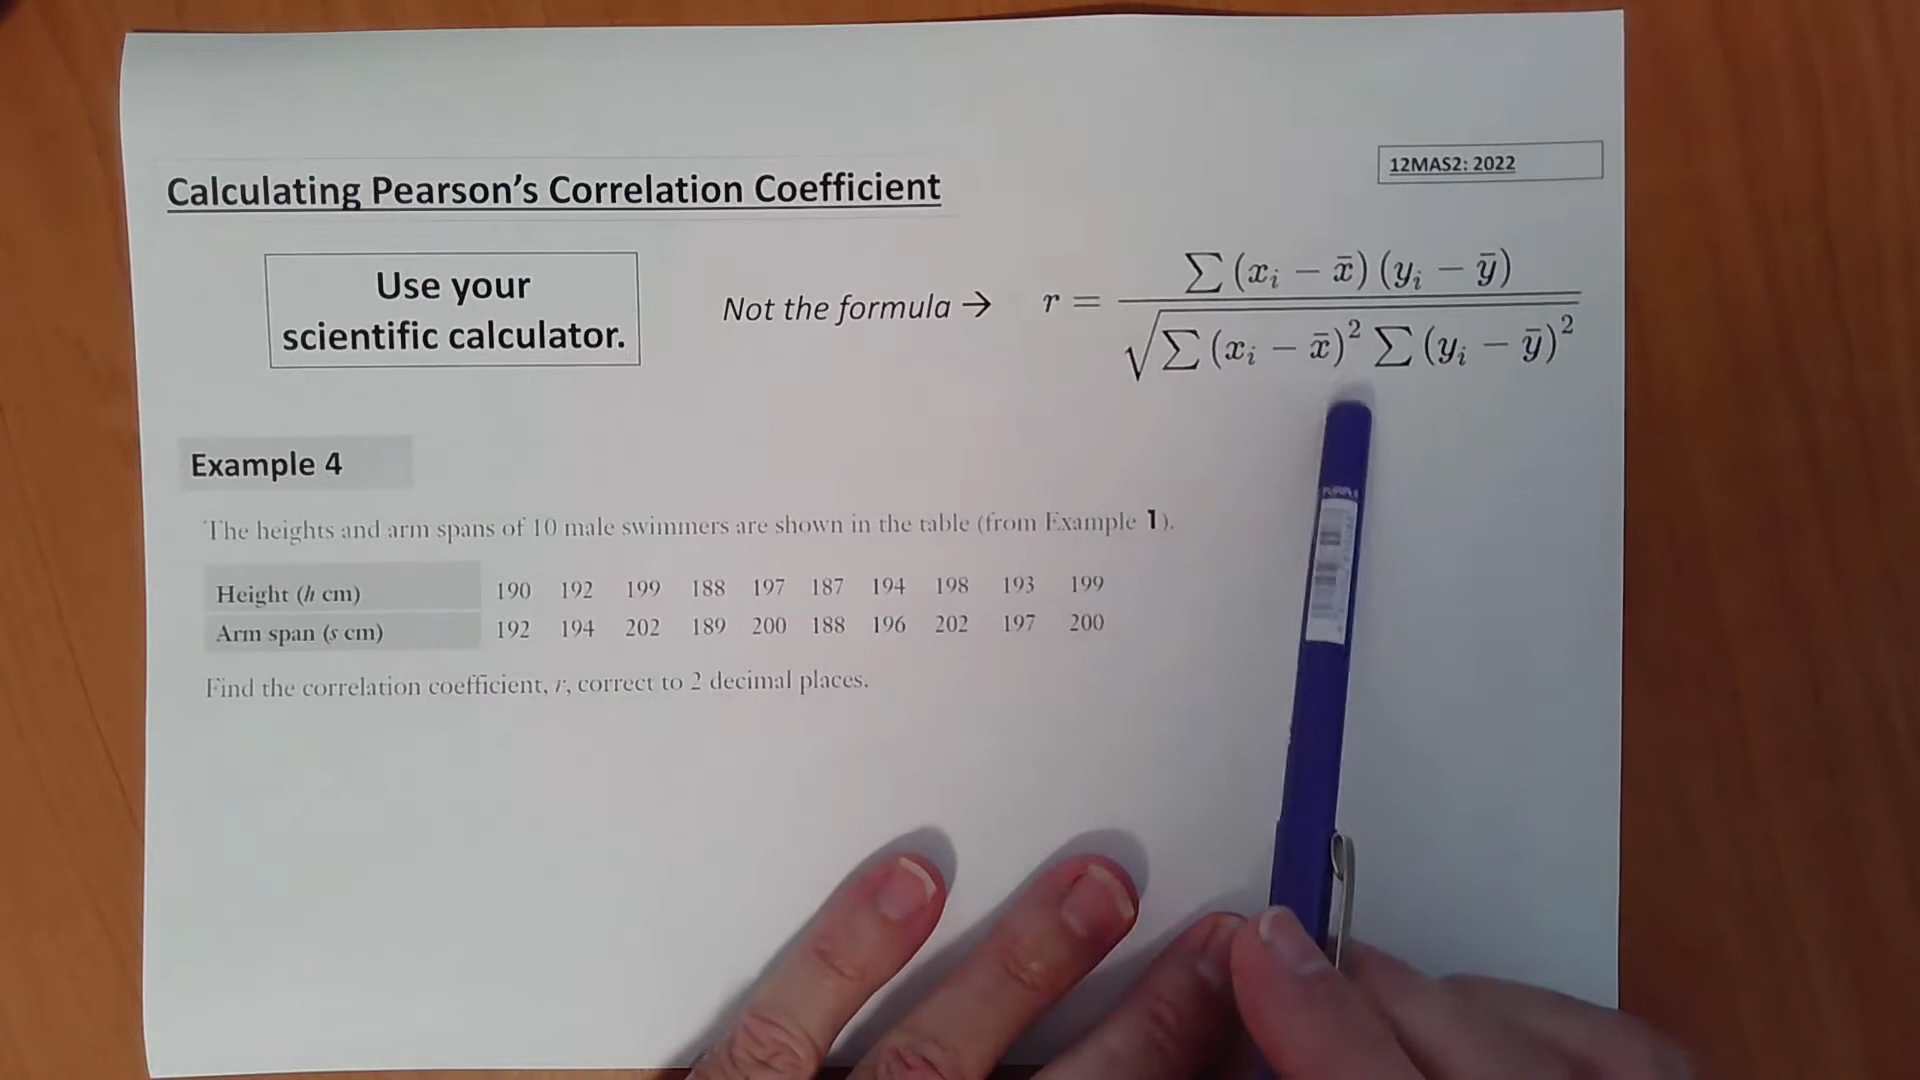 12MAS2: 2022
Calculating Pearson's Correlation Coefficient
Use your
scientific calculator.
Not the formula →
r = ∑ (xᵢ − x̄) (yᵢ − ȳ) / √ ∑ (xᵢ − x̄)² ∑ (yᵢ − ȳ)²
Example 4
The heights and arm spans of 10 male swimmers are shown in the table (from Example 1).
Height (h cm) 190 192 199 188 197 187 194 198 193 199
Arm span (s cm) 192 194 202 189 200 188 196 202 197 200
Find the correlation coefficient, r, correct to 2 decimal places.
PURPLE